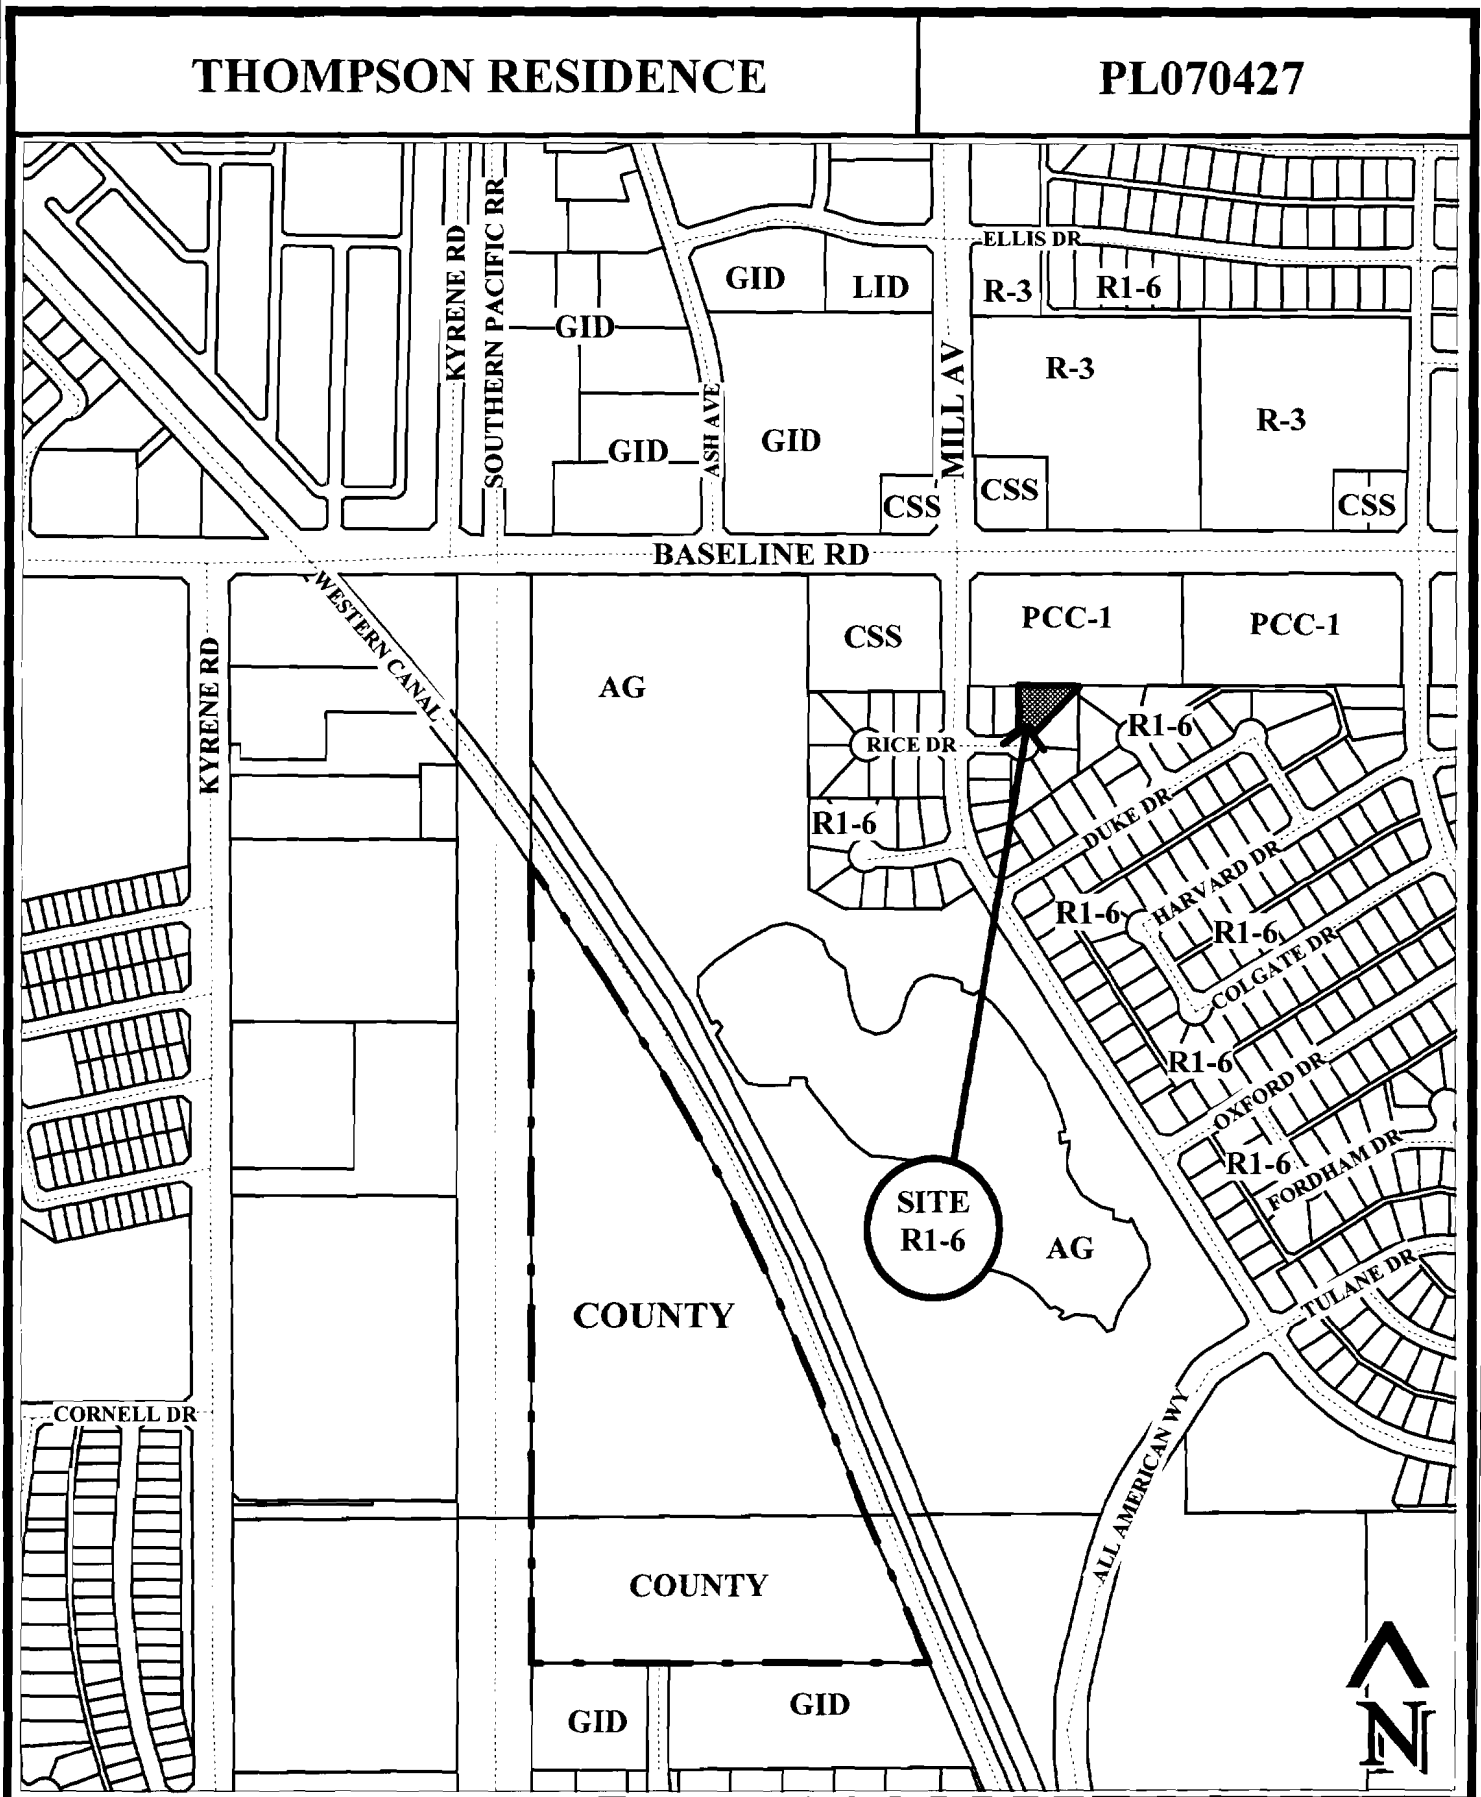 THOMPSON RESIDENCE
PL070427
KYRENE RD
SOUTHERN PACIFIC RR
ELLIS DR
GID
LID
R-3
R1-6
GID
R-3
MILL AV
ASH AVE
R-3
GID
GID
CSS
CSS
CSS
BASELINE RD
WESTERN CANAL
PCC-1
PCC-1
CSS
KYRENE RD
AG
R1-6
RICE DR
R1-6
DUKE DR
HARVARD DR
R1-6
R1-6
COLGATE DR
R1-6
OXFORD DR
R1-6
FORDHAM DR
SITE
R1-6
AG
TULANE DR
COUNTY
CORNELL DR
ALL AMERICAN WY
COUNTY
GID
GID
N